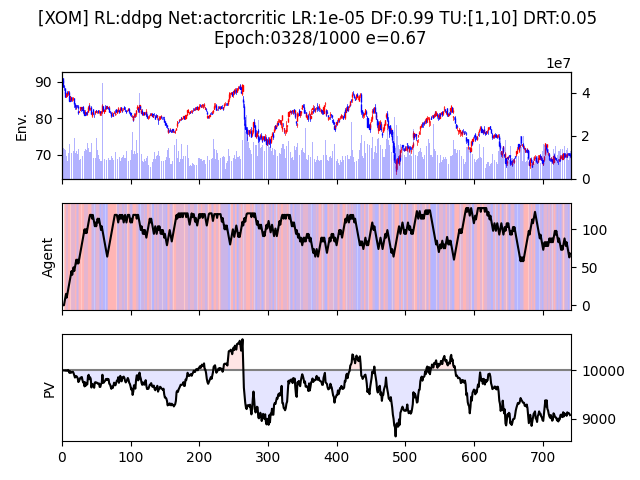 [XOM] RL:ddpg Net:actorcritic LR:1e-05 DF:0.99 TU:[1,10] DRT:0.05
Epoch:0328/1000 e=0.67
1e7
90
80
70
Env.
4
2
0
Agent
100
50
0
PV
10000
9000
0 100 200 300 400 500 600 700